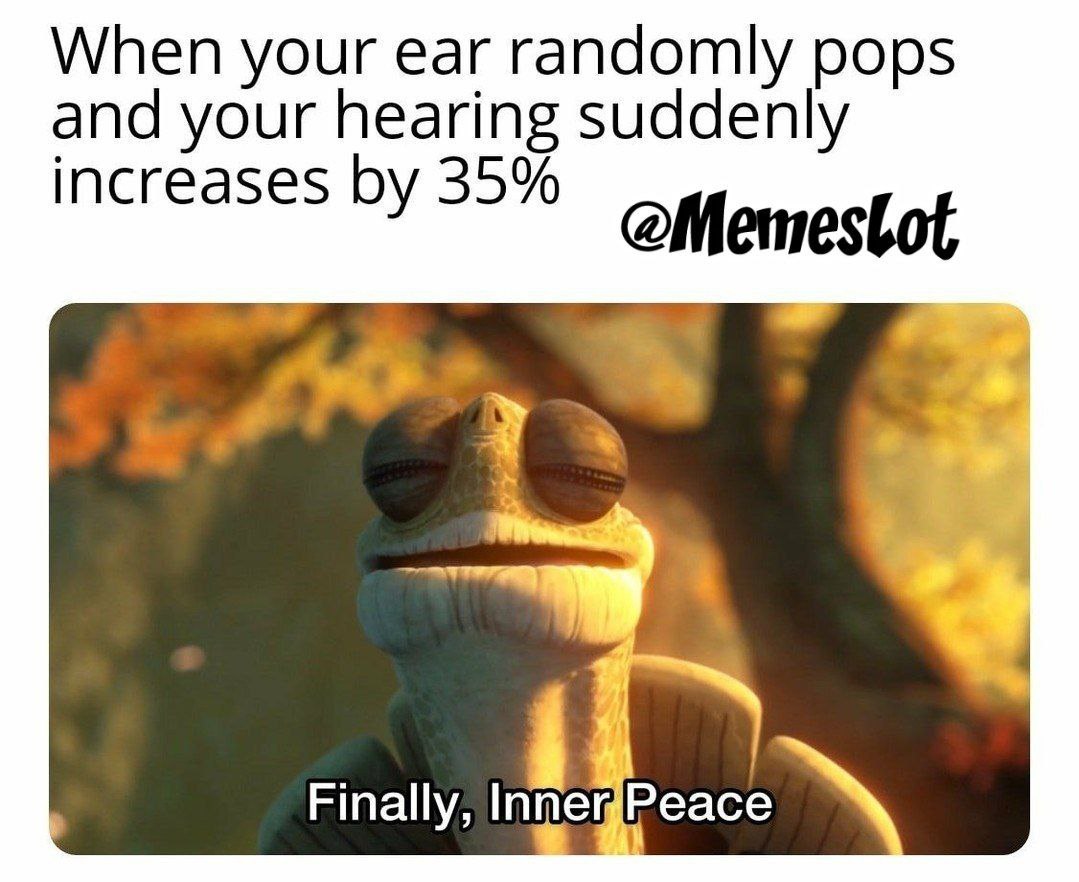 When your ear randomly pops
and your hearing suddenly
increases by 35%
@MemesLot
Finally, Inner Peace